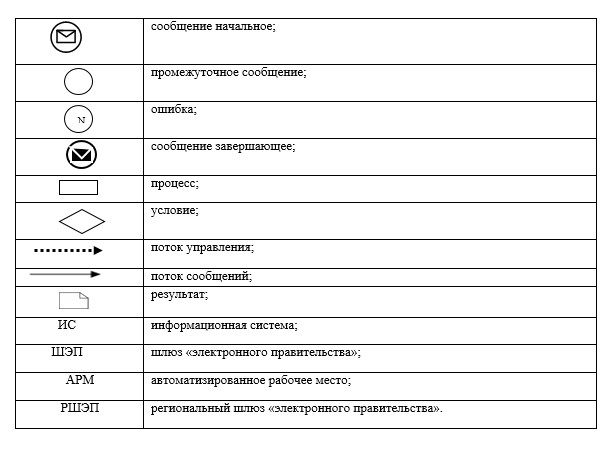 сообщение начальное;
промежуточное сообщение;
N ошибка;
сообщение завершающее;
процесс;
условие;
поток управления;
поток сообщений;
результат;
ИС информационная система;
ШЭП шлюз «электронного правительства»;
АРМ автоматизированное рабочее место;
РШЭП региональный шлюз «электронного правительства».